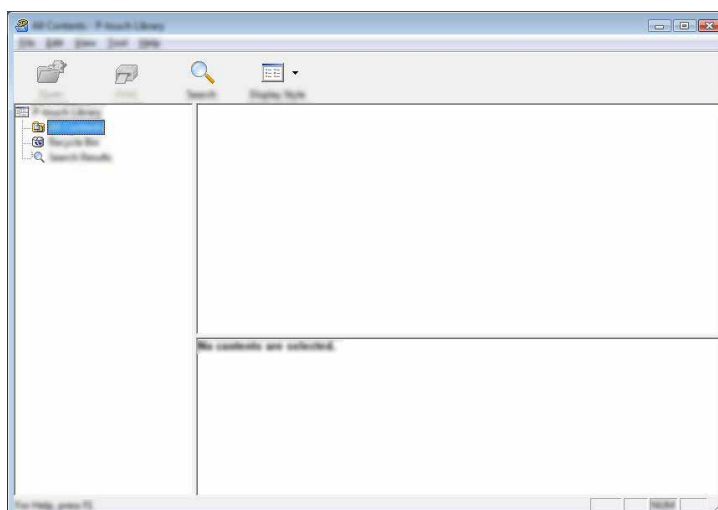 All Contents - P-touch Library
File Edit View Tool Help
Open Print Search Display Style
P-touch Library
All Contents
Recycle Bin
Search Results
No contents are selected.
For Help, press F1
NUM